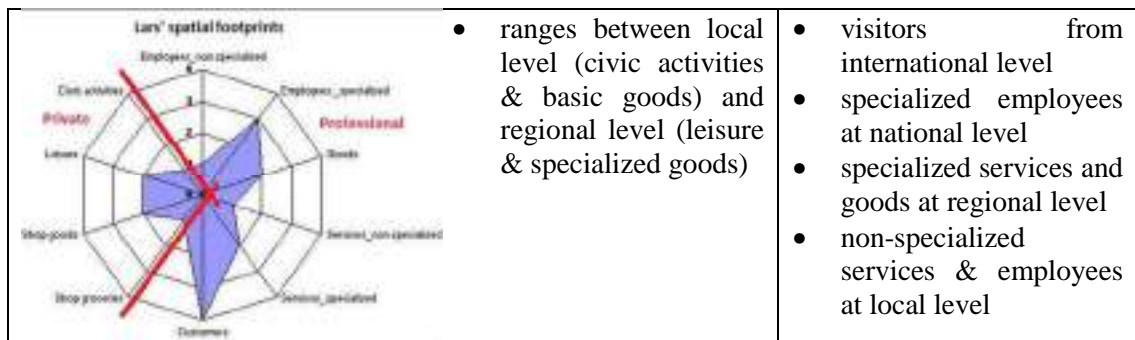 Lars' spatial footprints
Employees_non specialized
Civic activities
Employees_specialized
Private
Professional
Leisure
Goods
4
3
2
Shop goods
Services_non specialized
Shop groceries
Services_specialized
Customers
• ranges between local
level (civic activities
& basic goods) and
regional level (leisure
& specialized goods)
• visitors from
international level
• specialized employees
at national level
• specialized services and
goods at regional level
• non-specialized
services & employees
at local level